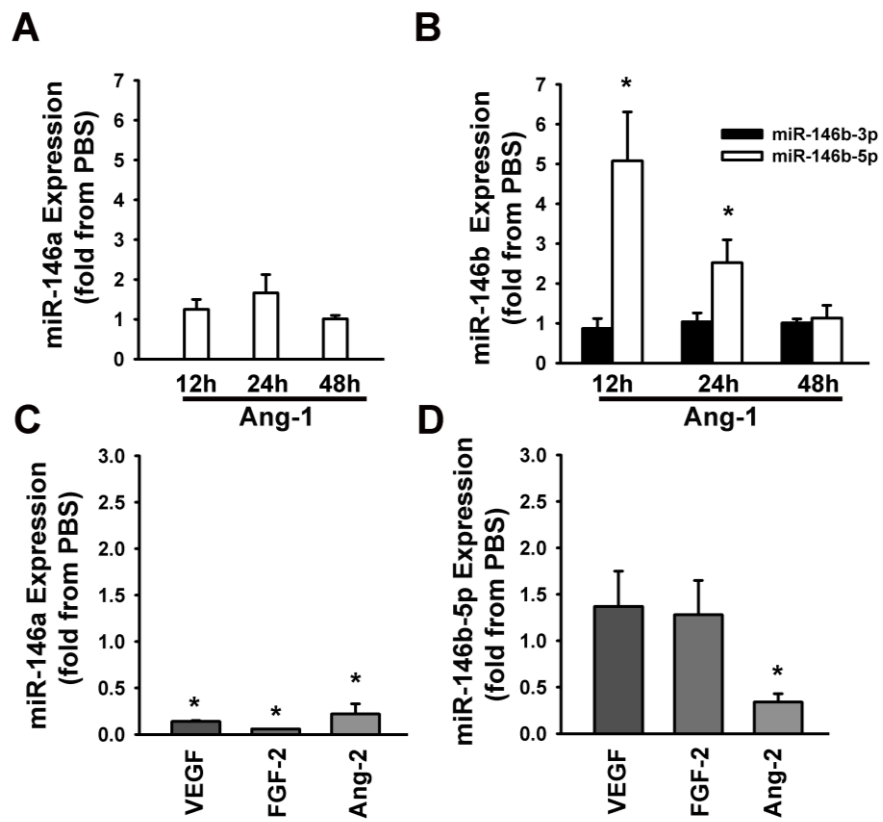 A
miR-146a Expression
(fold from PBS)
7
6
5
4
3
2
1
0
12h 24h 48h
Ang-1
B
miR-146b Expression
(fold from PBS)
7
6
5
4
3
2
1
0
*
*
miR-146b-3p
miR-146b-5p
12h 24h 48h
Ang-1
C
miR-146a Expression
(fold from PBS)
3.0
2.5
2.0
1.5
1.0
0.5
0.0
* * *
VEGF
FGF-2
Ang-2
D
miR-146b-5p Expression
(fold from PBS)
3.0
2.5
2.0
1.5
1.0
0.5
0.0
*
VEGF
FGF-2
Ang-2